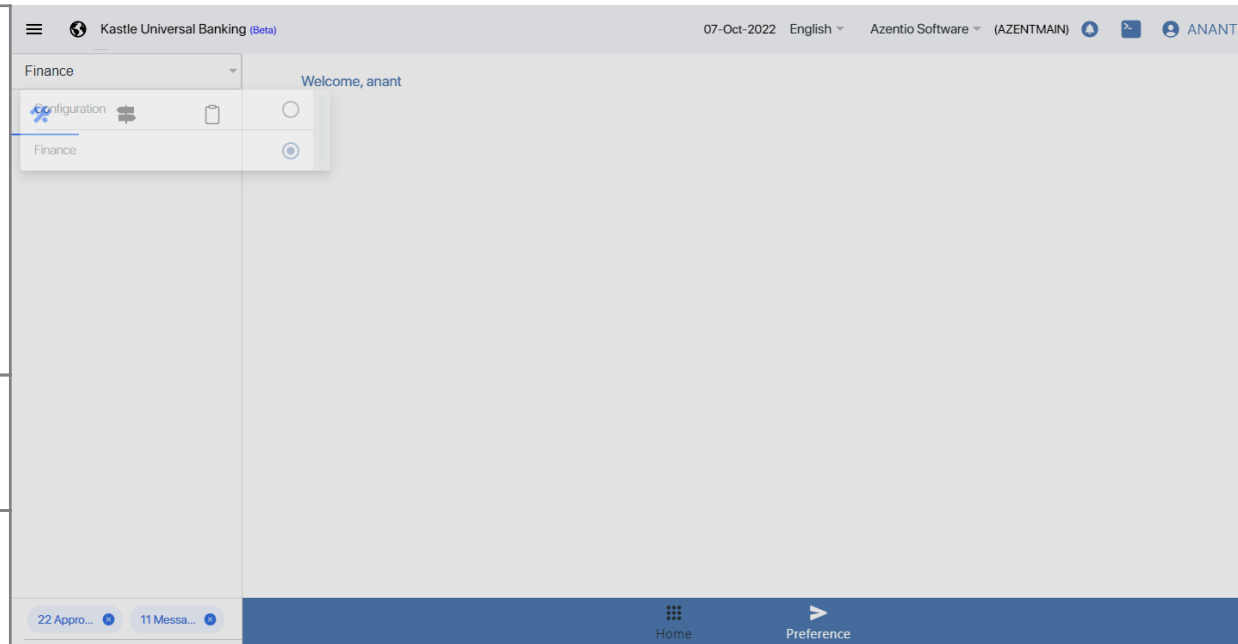 Kastle Universal Banking (Beta) 07-Oct-2022 English Azentio Software (AZENTMAIN) ANANT
Finance
Welcome, anant
Configuration
Finance
22 Appro... 11 Messa...
Home Preference